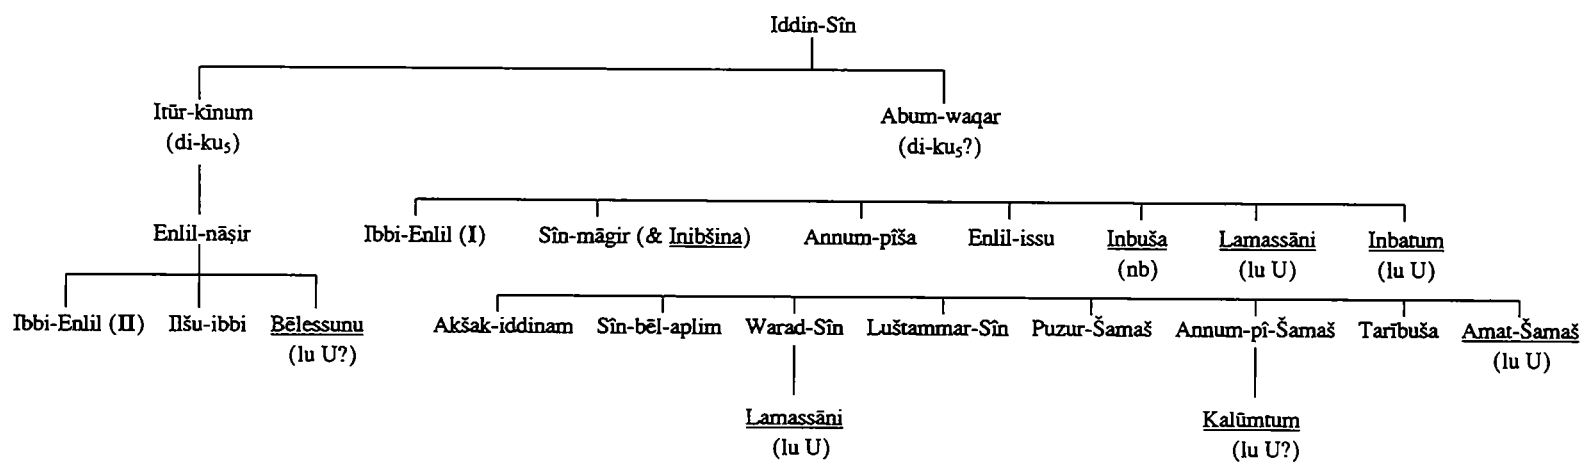 Iddin-Sîn
Itūr-kīnum
(di-ku₅)
Abum-waqar
(di-ku₅?)
Enlil-nāṣir
Ibbi-Enlil (I) Sîn-māgir (& Inibšina) Annum-pîša Enlil-issu Inbuša Lamassāni Inbatum
(nb) (lu U) (lu U)
Ibbi-Enlil (II) Ilšu-ibbi Bēlessunu
(lu U?)
Akšak-iddinam Sîn-bēl-aplim Warad-Sîn Luštammar-Sîn Puzur-Šamaš Annum-pî-Šamaš Tarībuša Amat-Šamaš
(lu U)
Lamassāni
(lu U)
Kalūmtum
(lu U?)